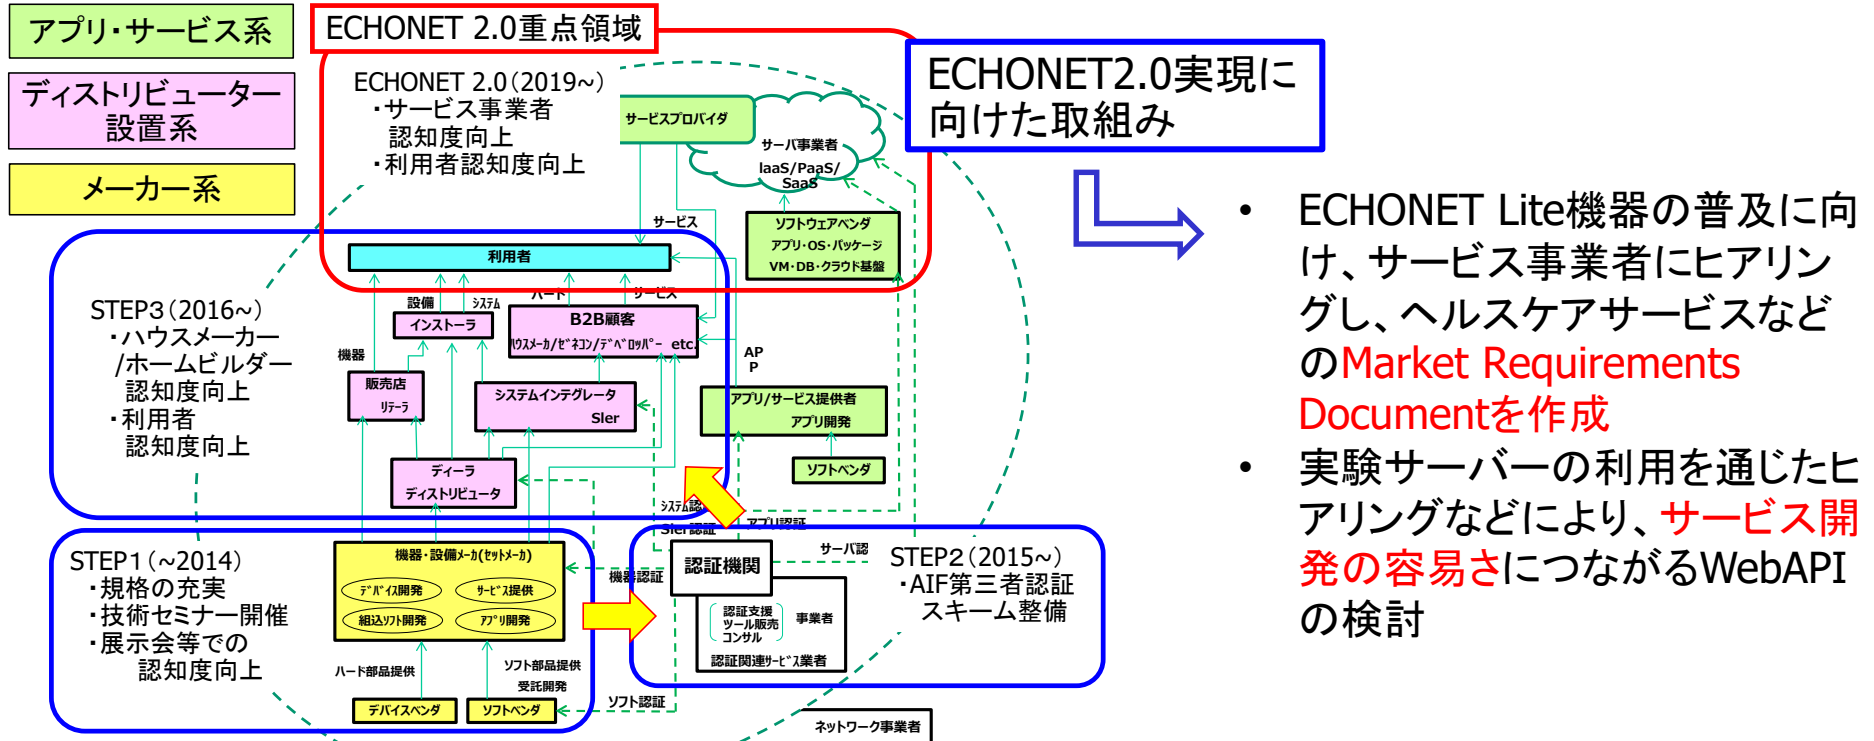 アプリ・サービス系
ディストリビューター
設置系
メーカー系
ECHONET 2.0重点領域
ECHONET 2.0(2019~)
・サービス事業者
認知度向上
・利用者認知度向上
サービスプロバイダ
サーバ事業者
IaaS/PaaS/
SaaS
ソフトウェアベンダ
アプリ・OS・パッケージ
VM・DB・クラウド基盤
サービス
利用者
STEP3(2016~)
・ハウスメーカー
/ホームビルダー
認知度向上
・利用者
認知度向上
設備
システム
ハード
サービス
インストーラ
B2B顧客
ハウスメーカ/ゼネコン/デベロッパー etc.
機器
販売店
リテーラ
システムインテグレータ
SIer
AP
P
アプリ/サービス提供者
アプリ開発
ソフトベンダ
ディーラ
ディストリビュータ
システム認
SIer認証
アプリ認証
STEP1(~2014)
・規格の充実
・技術セミナー開催
・展示会等での
認知度向上
機器・設備メーカ(セットメーカ)
デバイス開発
サービス提供
組込ソフト開発
アプリ開発
ハード部品提供
ソフト部品提供
受託開発
デバイスベンダ
ソフトベンダ
機器認証
ソフト認証
認証機関
サーバ認
認証支援
ツール販売
コンサル
事業者
認証関連サービス業者
STEP2(2015~)
・AIF第三者認証
スキーム整備
ネットワーク事業者
ECHONET2.0実現に
向けた取組み
• ECHONET Lite機器の普及に向
け、サービス事業者にヒアリン
グし、ヘルスケアサービスなど
のMarket Requirements
Documentを作成
• 実験サーバーの利用を通じたヒ
アリングなどにより、サービス開
発の容易さにつながるWebAPI
の検討